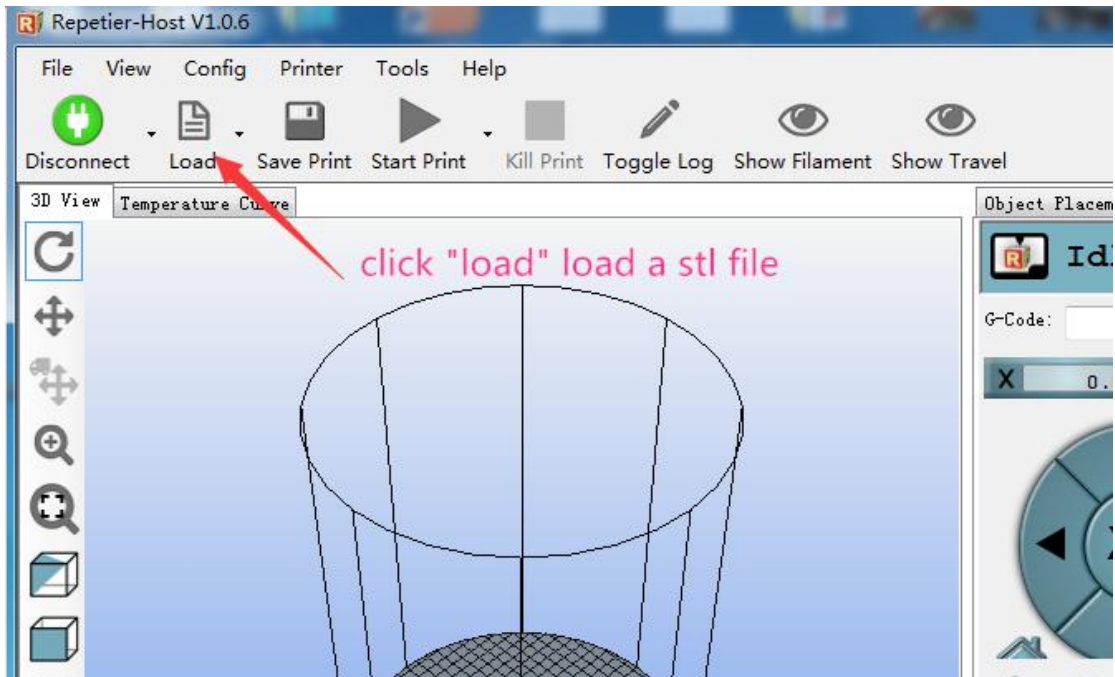 Repetier-Host V1.0.6
File View Config Printer Tools Help
Disconnect Load Save Print Start Print Kill Print Toggle Log Show Filament Show Travel
3D View Temperature Curve
click "load" load a stl file
G-Code:
X 0.